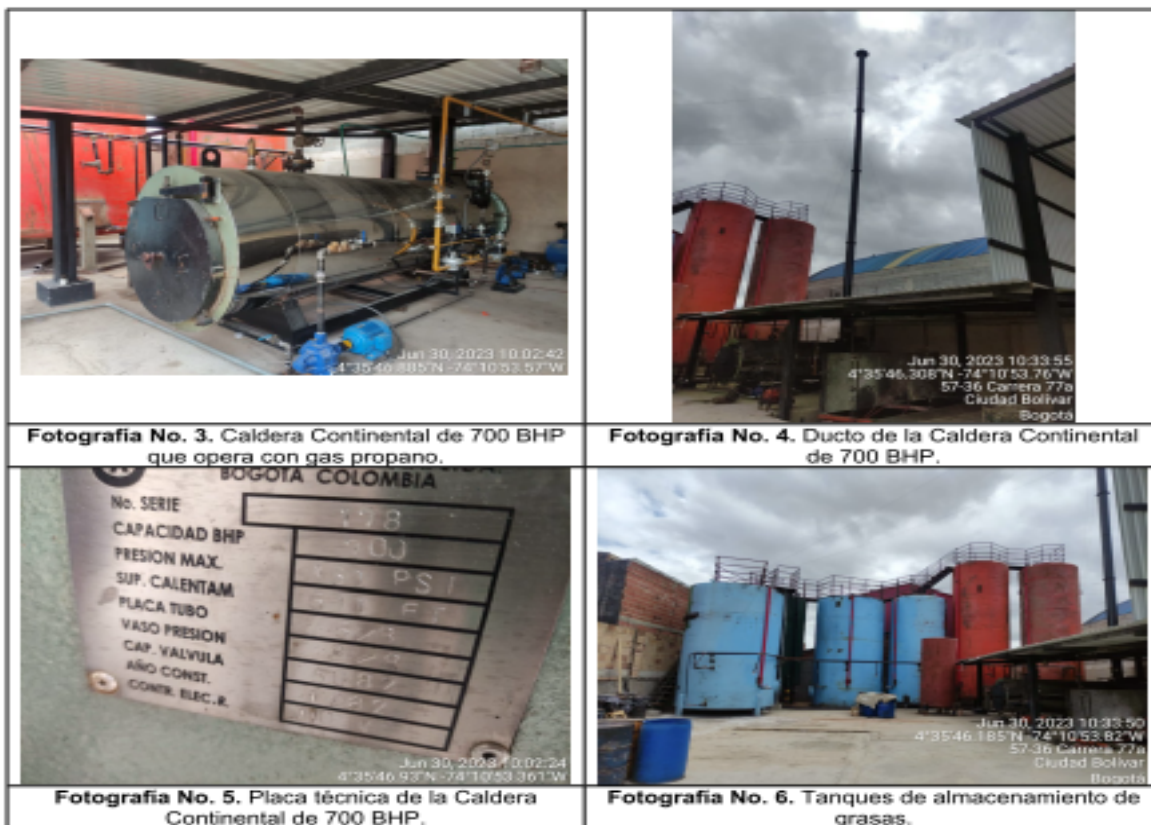 Jun 30, 2023 10:02:42
4°35'46.885"N -74°10'53.57"W
Jun 30, 2023 10:33:55
4°35'46.308"N -74°10'53.76"W
57-36 Carrera 77a
Ciudad Bolívar
Bogotá
Fotografía No. 3. Caldera Continental de 700 BHP
que opera con gas propano.
Fotografía No. 4. Ducto de la Caldera Continental
de 700 BHP.
BOGOTA COLOMBIA
No. SERIE
CAPACIDAD BHP
PRESION MAX. PSI
SUP. CALENTAM
PLACA TUBO
VASO PRESION
CAP. VALVULA
AÑO CONST.
CONTR. ELEC.R.
Jun 30, 2023 10:02:24
4°35'46.93"N -74°10'53.361"W
Jun 30, 2023 10:33:50
4°35'46.185"N -74°10'53.82"W
57-36 Carrera 77a
Ciudad Bolívar
Bogotá
Fotografía No. 5. Placa técnica de la Caldera
Continental de 700 BHP.
Fotografía No. 6. Tanques de almacenamiento de
grasas.